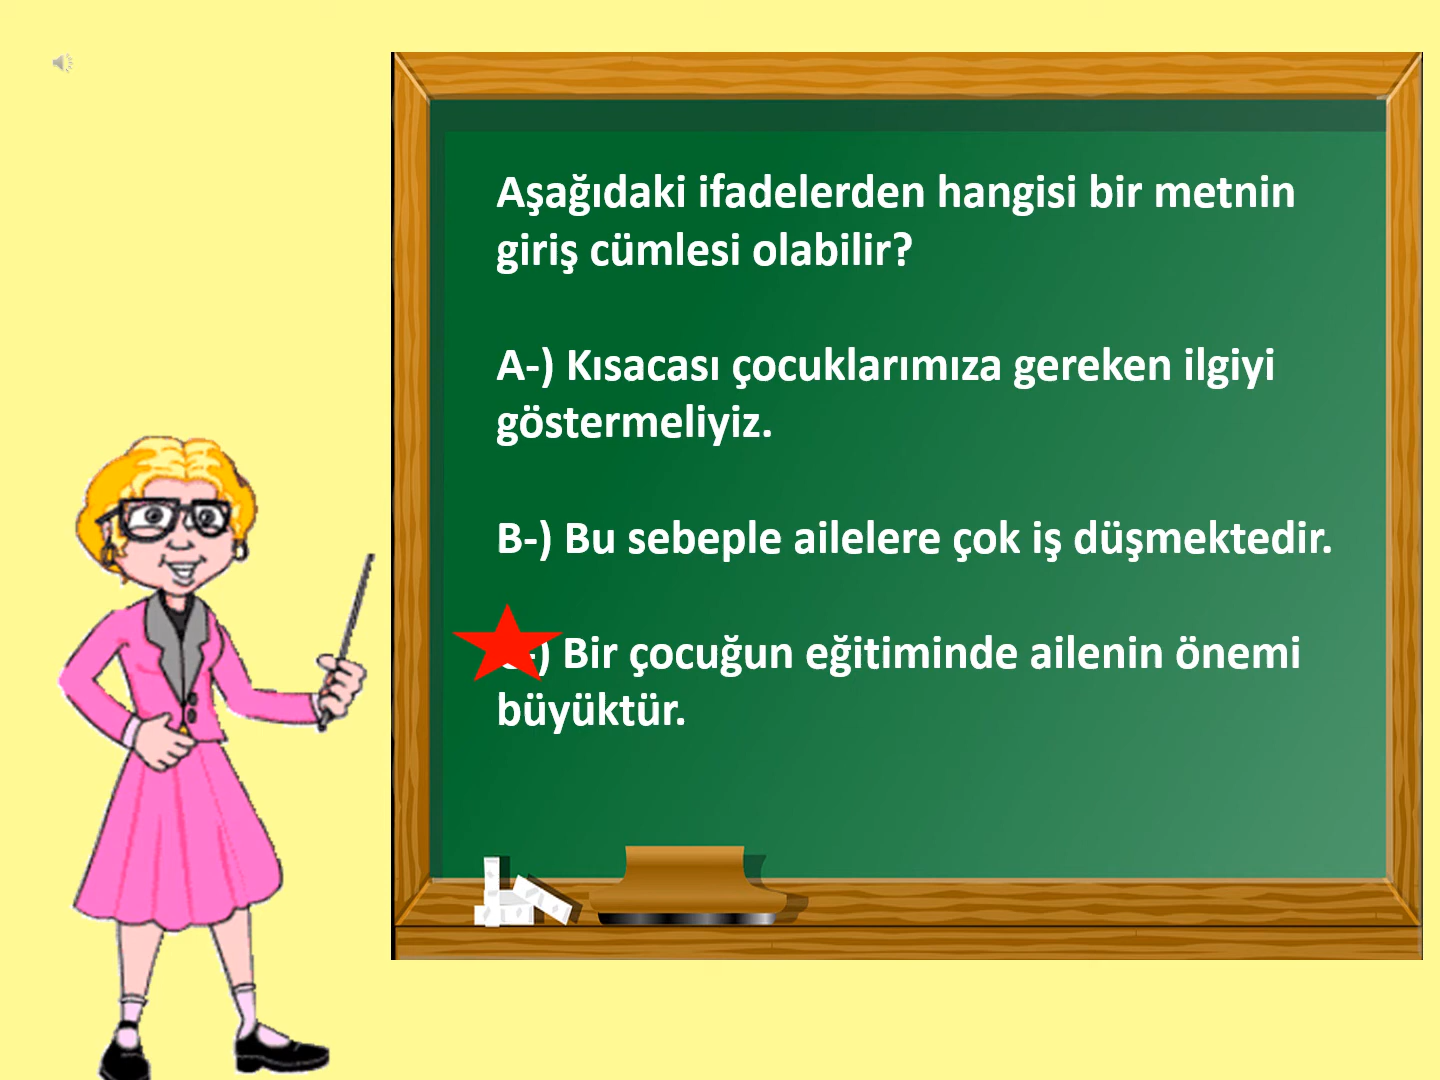 Aşağıdaki ifadelerden hangisi bir metnin
giriş cümlesi olabilir?
A-) Kısacası çocuklarımıza gereken ilgiyi
göstermeliyiz.
B-) Bu sebeple ailelere çok iş düşmektedir.
) Bir çocuğun eğitiminde ailenin önemi
büyüktür.